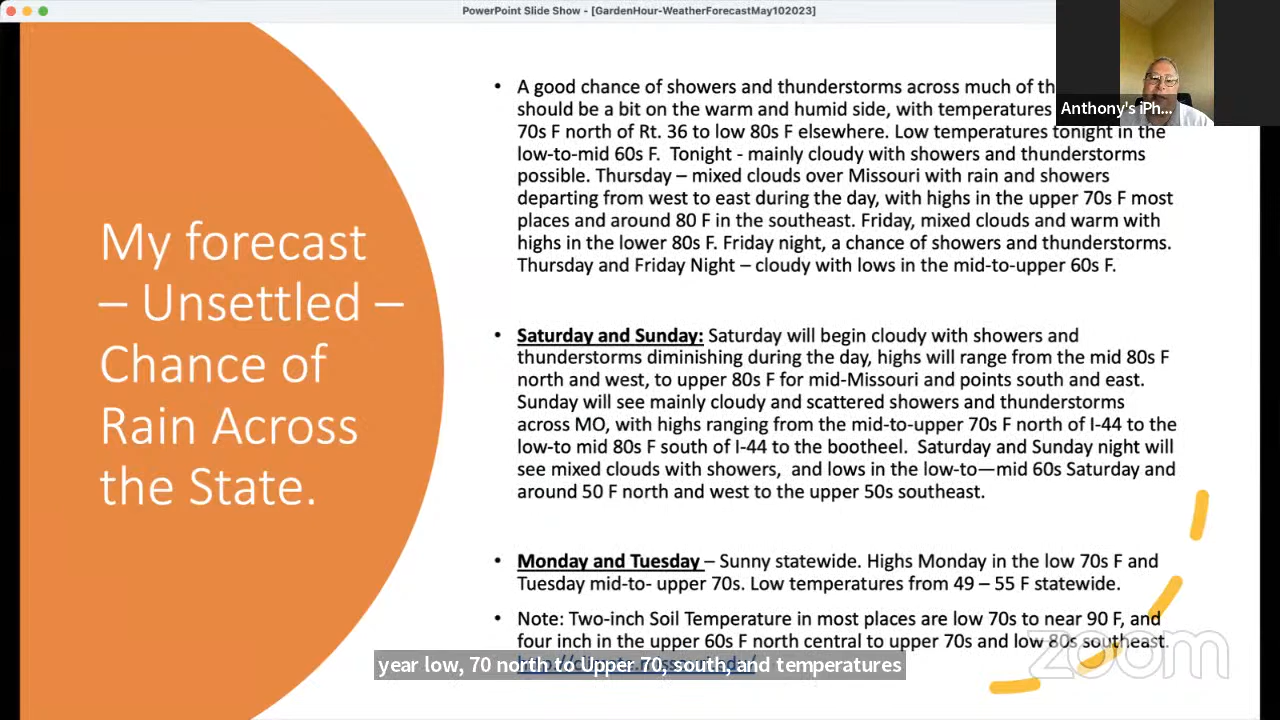 PowerPoint Slide Show - [GardenHour-WeatherForecastMay102023]
Anthony's iPh...
My forecast
– Unsettled –
Chance of
Rain Across
the State.
• A good chance of showers and thunderstorms across much of
should be a bit on the warm and humid side, with temperatures
70s F north of Rt. 36 to low 80s F elsewhere. Low temperatures tonight in the
low-to-mid 60s F.  Tonight - mainly cloudy with showers and thunderstorms
possible. Thursday – mixed clouds over Missouri with rain and showers
departing from west to east during the day, with highs in the upper 70s F most
places and around 80 F in the southeast. Friday, mixed clouds and warm with
highs in the lower 80s F. Friday night, a chance of showers and thunderstorms.
Thursday and Friday Night – cloudy with lows in the mid-to-upper 60s F.
• Saturday and Sunday: Saturday will begin cloudy with showers and
thunderstorms diminishing during the day, highs will range from the mid 80s F
north and west, to upper 80s F for mid-Missouri and points south and east.
Sunday will see mainly cloudy and scattered showers and thunderstorms
across MO, with highs ranging from the mid-to-upper 70s F north of I-44 to the
low-to mid 80s F south of I-44 to the bootheel.  Saturday and Sunday night will
see mixed clouds with showers,  and lows in the low-to—mid 60s Saturday and
around 50 F north and west to the upper 50s southeast.
• Monday and Tuesday – Sunny statewide. Highs Monday in the low 70s F and
Tuesday mid-to- upper 70s. Low temperatures from 49 – 55 F statewide.
• Note: Two-inch Soil Temperature in most places are low 70s to near 90 F, and
four inch in the upper 60s F north central to upper 70s and low 80s southeast.
year low, 70 north to Upper 70, south, and temperatures
zoom